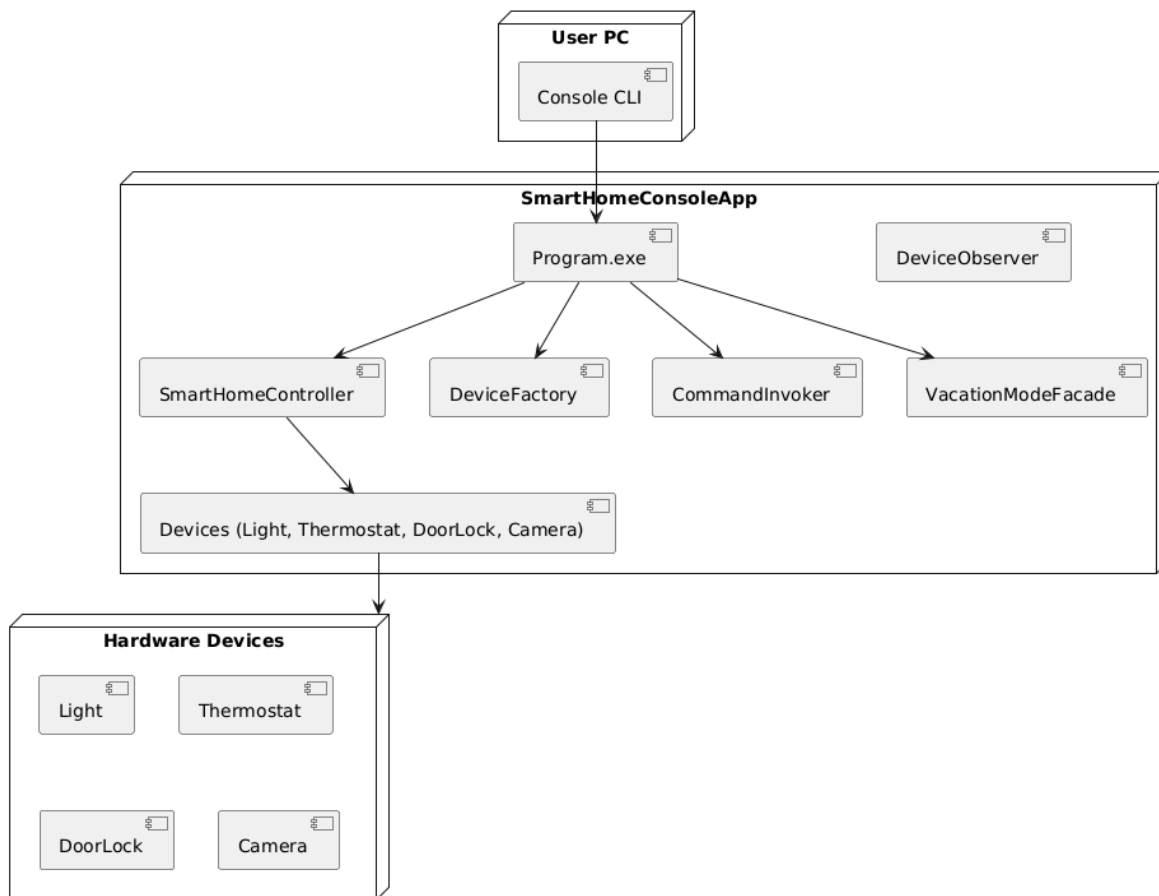 User PC
Console CLI
SmartHomeConsoleApp
Program.exe
DeviceObserver
SmartHomeController
DeviceFactory
CommandInvoker
VacationModeFacade
Devices (Light, Thermostat, DoorLock, Camera)
Hardware Devices
Light
Thermostat
DoorLock
Camera